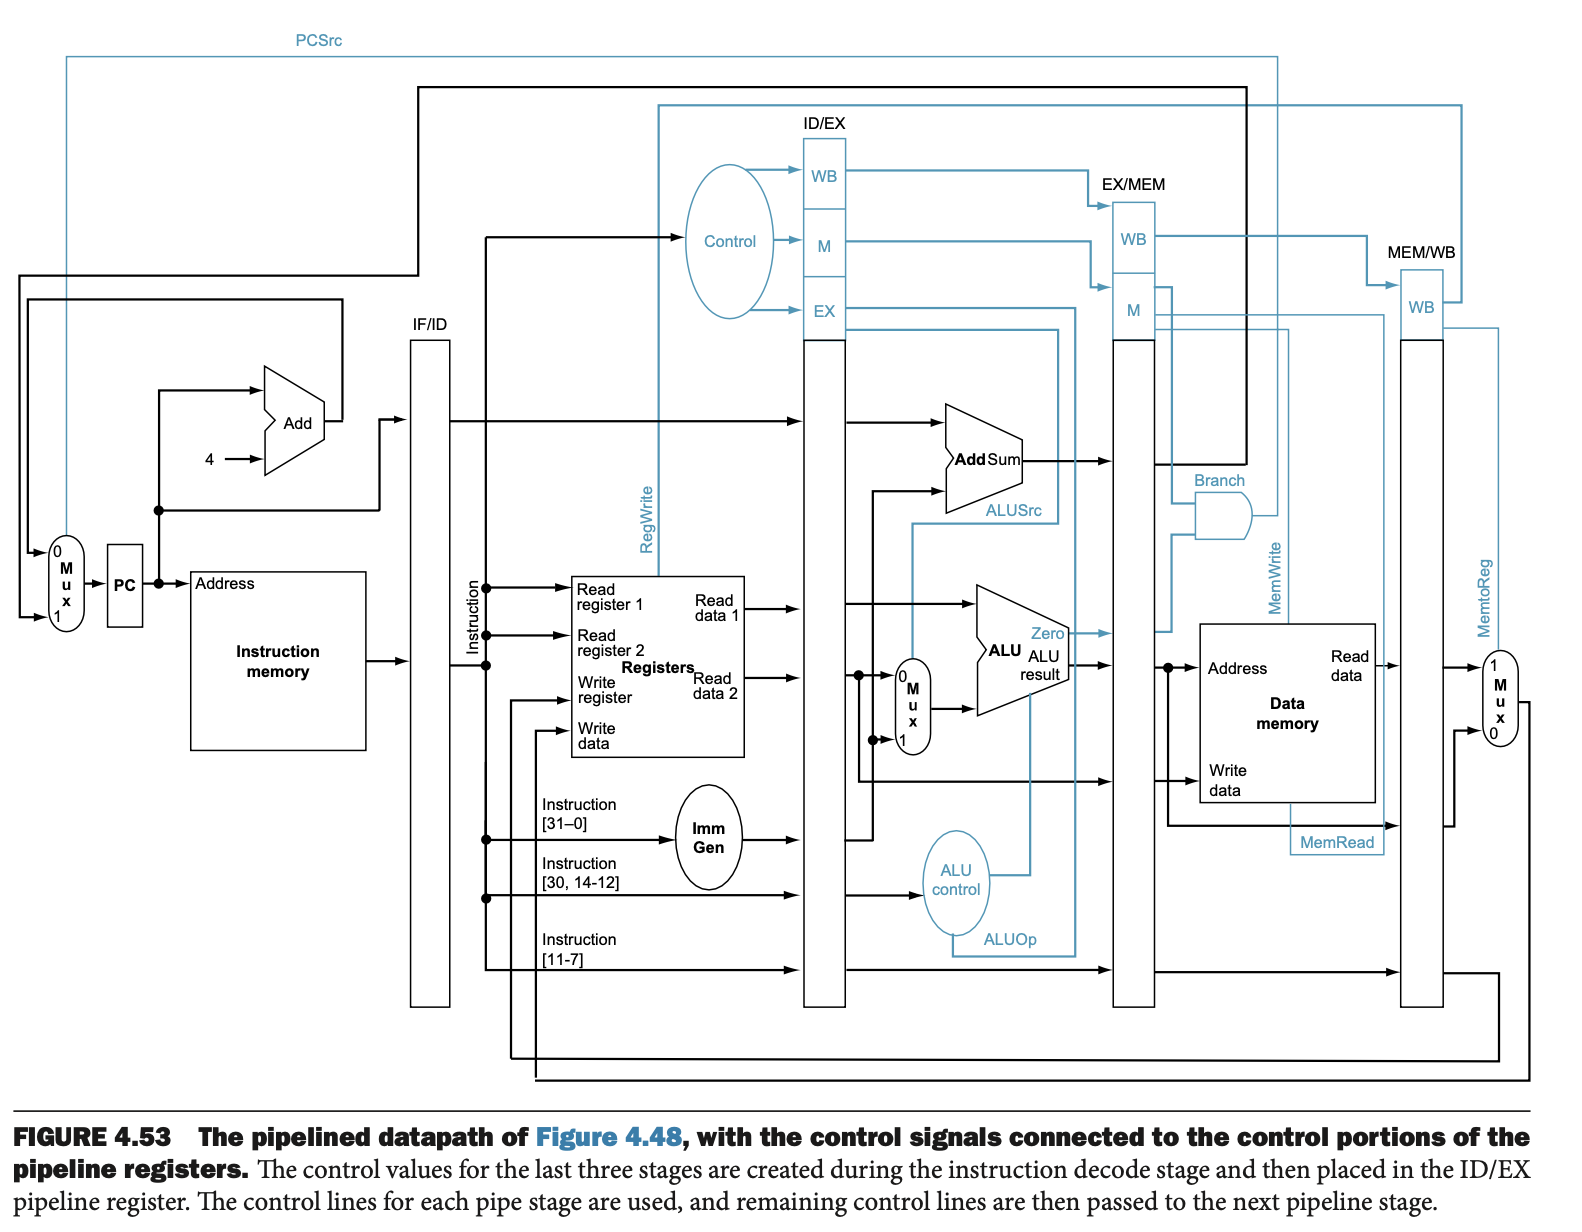 PCSrc
ID/EX
WB
EX/MEM
Control
M
WB
MEM/WB
EX
M
WB
IF/ID
Add
4
Add Sum
Branch
ALUSrc
RegWrite
MemWrite
MemtoReg
0
M
u
x
1
PC
Address
Instruction
memory
Instruction
Read
register 1
Read
register 2
Write
register
Write
data
Registers
Read
data 1
Read
data 2
0
M
u
x
1
Zero
ALU
ALU
result
Address
Read
data
Data
memory
Write
data
1
M
u
x
0
MemRead
Instruction
[31–0]
Imm
Gen
Instruction
[30, 14-12]
ALU
control
Instruction
[11-7]
ALUOp
FIGURE 4.53 The pipelined datapath of Figure 4.48, with the control signals connected to the control portions of the
pipeline registers. The control values for the last three stages are created during the instruction decode stage and then placed in the ID/EX
pipeline register. The control lines for each pipe stage are used, and remaining control lines are then passed to the next pipeline stage.